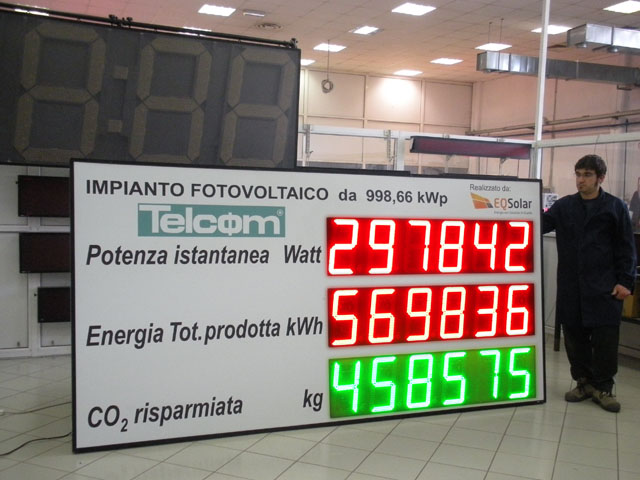 IMPIANTO FOTOVOLTAICO da 998,66 kWp
Realizzato da:
EQSolar
Telcom®
Potenza istantanea Watt 297842
Energia Tot. prodotta kWh 569836
CO2 risparmiata kg 458575